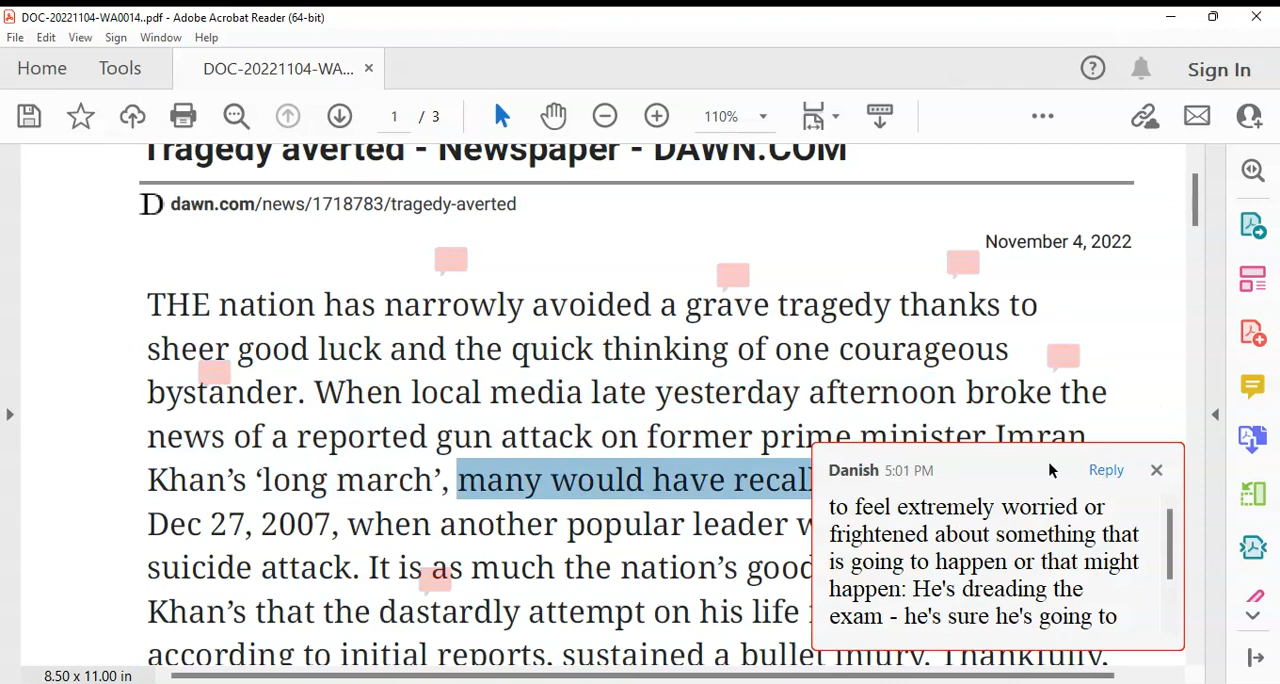 DOC-20221104-WA0014..pdf - Adobe Acrobat Reader (64-bit)
File Edit View Sign Window Help
Home Tools DOC-20221104-WA... × Sign In
1 / 3 110%
Tragedy averted - Newspaper - DAWN.COM
D dawn.com/news/1718783/tragedy-averted
November 4, 2022
THE nation has narrowly avoided a grave tragedy thanks to
sheer good luck and the quick thinking of one courageous
bystander. When local media late yesterday afternoon broke the
news of a reported gun attack on former prime minister Imran
Khan’s ‘long march’, many would have recall
Dec 27, 2007, when another popular leader w
suicide attack. It is as much the nation’s good
Khan’s that the dastardly attempt on his life
according to initial reports, sustained a bullet injury. Thankfully,
Danish 5:01 PM Reply
to feel extremely worried or
frightened about something that
is going to happen or that might
happen: He's dreading the
exam - he's sure he's going to
8.50 x 11.00 in